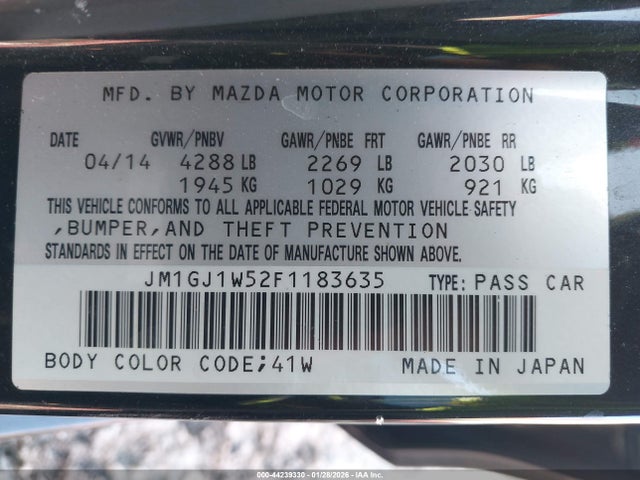 MFD. BY MAZDA MOTOR CORPORATION
DATE GVWR/PNBV GAWR/PNBE FRT GAWR/PNBE RR
04/14 4288 LB 2269 LB 2030 LB
1945 KG 1029 KG 921 KG
THIS VEHICLE CONFORMS TO ALL APPLICABLE FEDERAL MOTOR VEHICLE SAFETY
,BUMPER,AND THEFT PREVENTION
STANDARDS IN EFFECT ON THE DATE OF MANUFACTURE SHOWN ABOVE.
JM1GJ1W52F1183635 TYPE: PASS CAR
BODY COLOR CODE;41W MADE IN JAPAN
000-44239330 - 01/28/2026 - IAA, Inc.